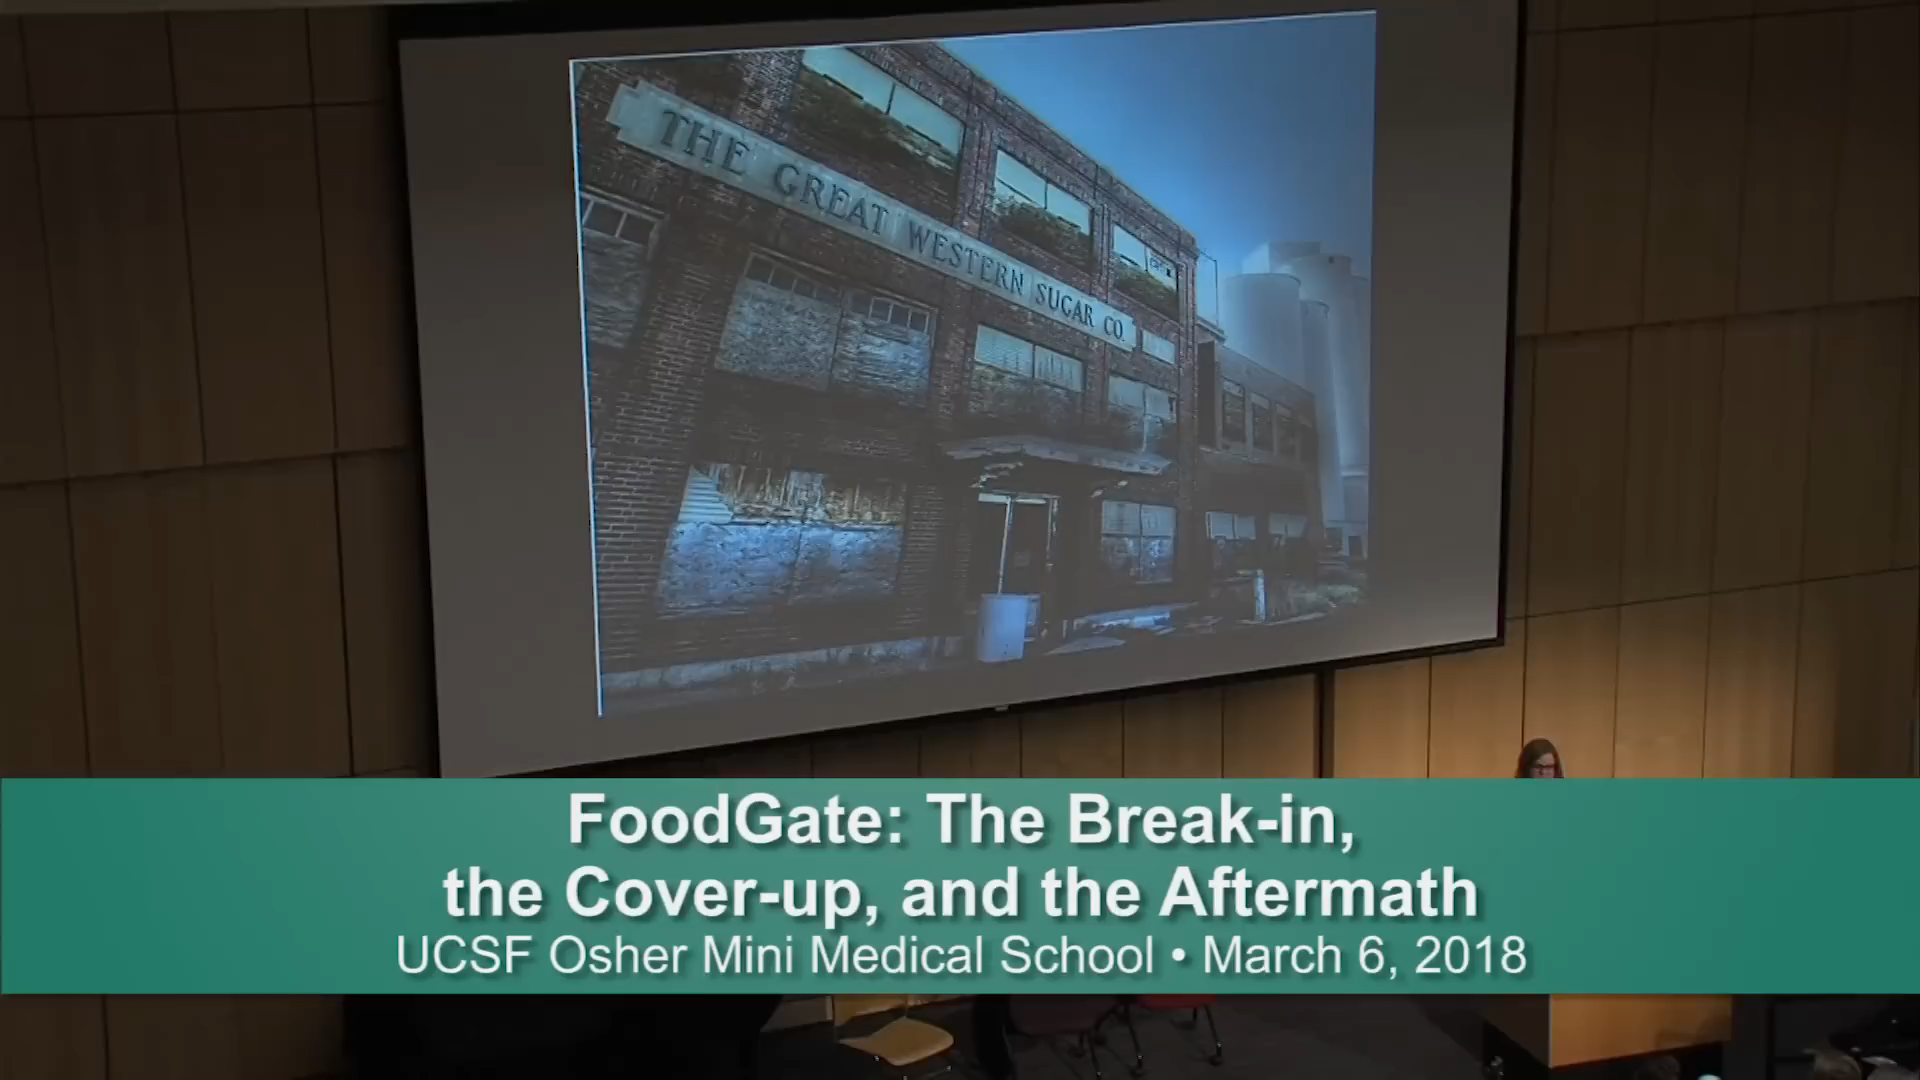 THE GREAT WESTERN SUGAR CO.
FoodGate: The Break-in,
the Cover-up, and the Aftermath
UCSF Osher Mini Medical School • March 6, 2018